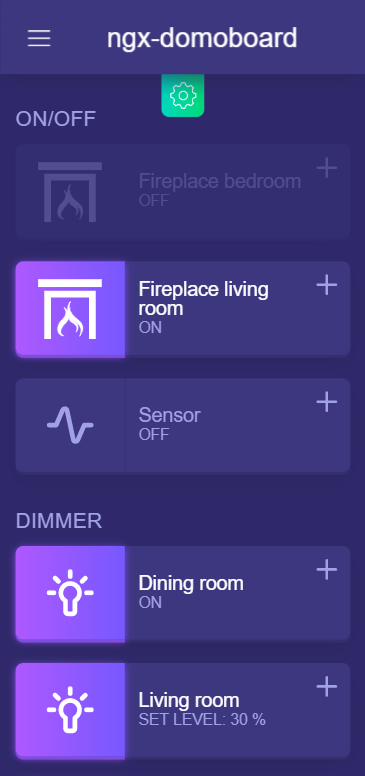 ngx-domoboard
ON/OFF
Fireplace bedroom
OFF
Fireplace living
room
ON
Sensor
OFF
DIMMER
Dining room
ON
Living room
SET LEVEL: 30 %